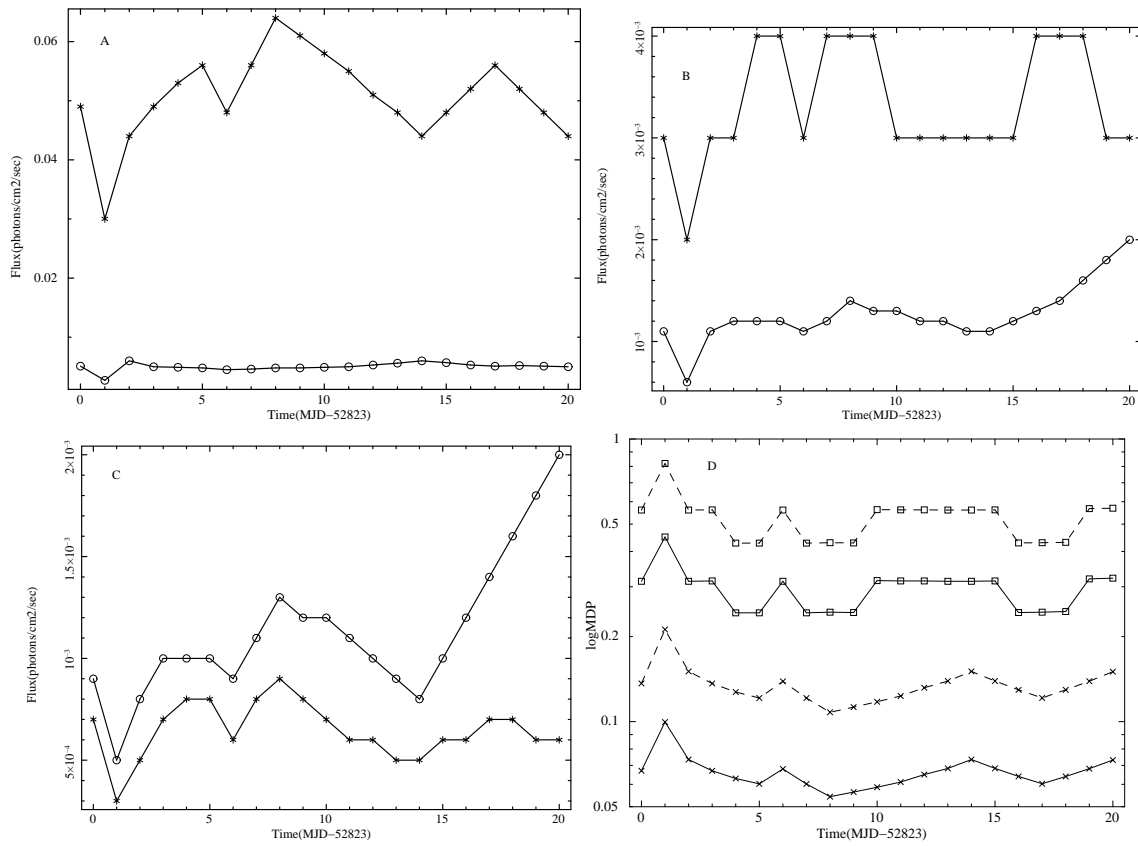 A
Flux(photons/cm2/sec)
0.06
0.04
0.02
0 5 10 15 20
Time(MJD−52823)
B
Flux(photons/cm2/sec)
4×10⁻³
3×10⁻³
2×10⁻³
10⁻³
0 5 10 15 20
Time(MJD−52823)
C
Flux(photons/cm2/sec)
2×10⁻³
1.5×10⁻³
10⁻³
5×10⁻⁴
0 5 10 15 20
Time(MJD−52823)
D
logMDP
1
0.5
0.2
0.1
0.05
0 5 10 15 20
Time(MJD−52823)